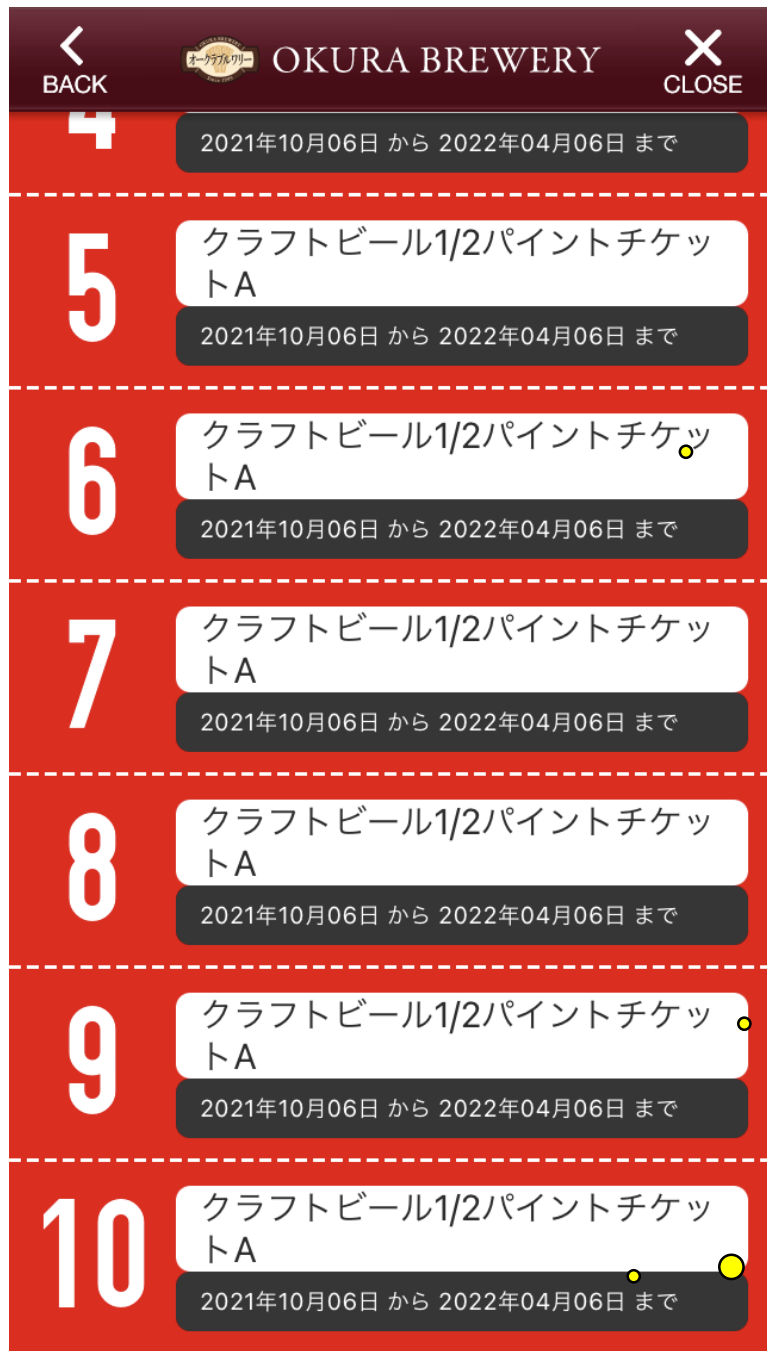 BACK
オークラブルワリー
OKURA BREWERY
CLOSE
4
2021年10月06日 から 2022年04月06日 まで
5
クラフトビール1/2パイントチケッ
トA
2021年10月06日 から 2022年04月06日 まで
6
クラフトビール1/2パイントチケッ
トA
2021年10月06日 から 2022年04月06日 まで
7
クラフトビール1/2パイントチケッ
トA
2021年10月06日 から 2022年04月06日 まで
8
クラフトビール1/2パイントチケッ
トA
2021年10月06日 から 2022年04月06日 まで
9
クラフトビール1/2パイントチケッ
トA
2021年10月06日 から 2022年04月06日 まで
10
クラフトビール1/2パイントチケッ
トA
2021年10月06日 から 2022年04月06日 まで